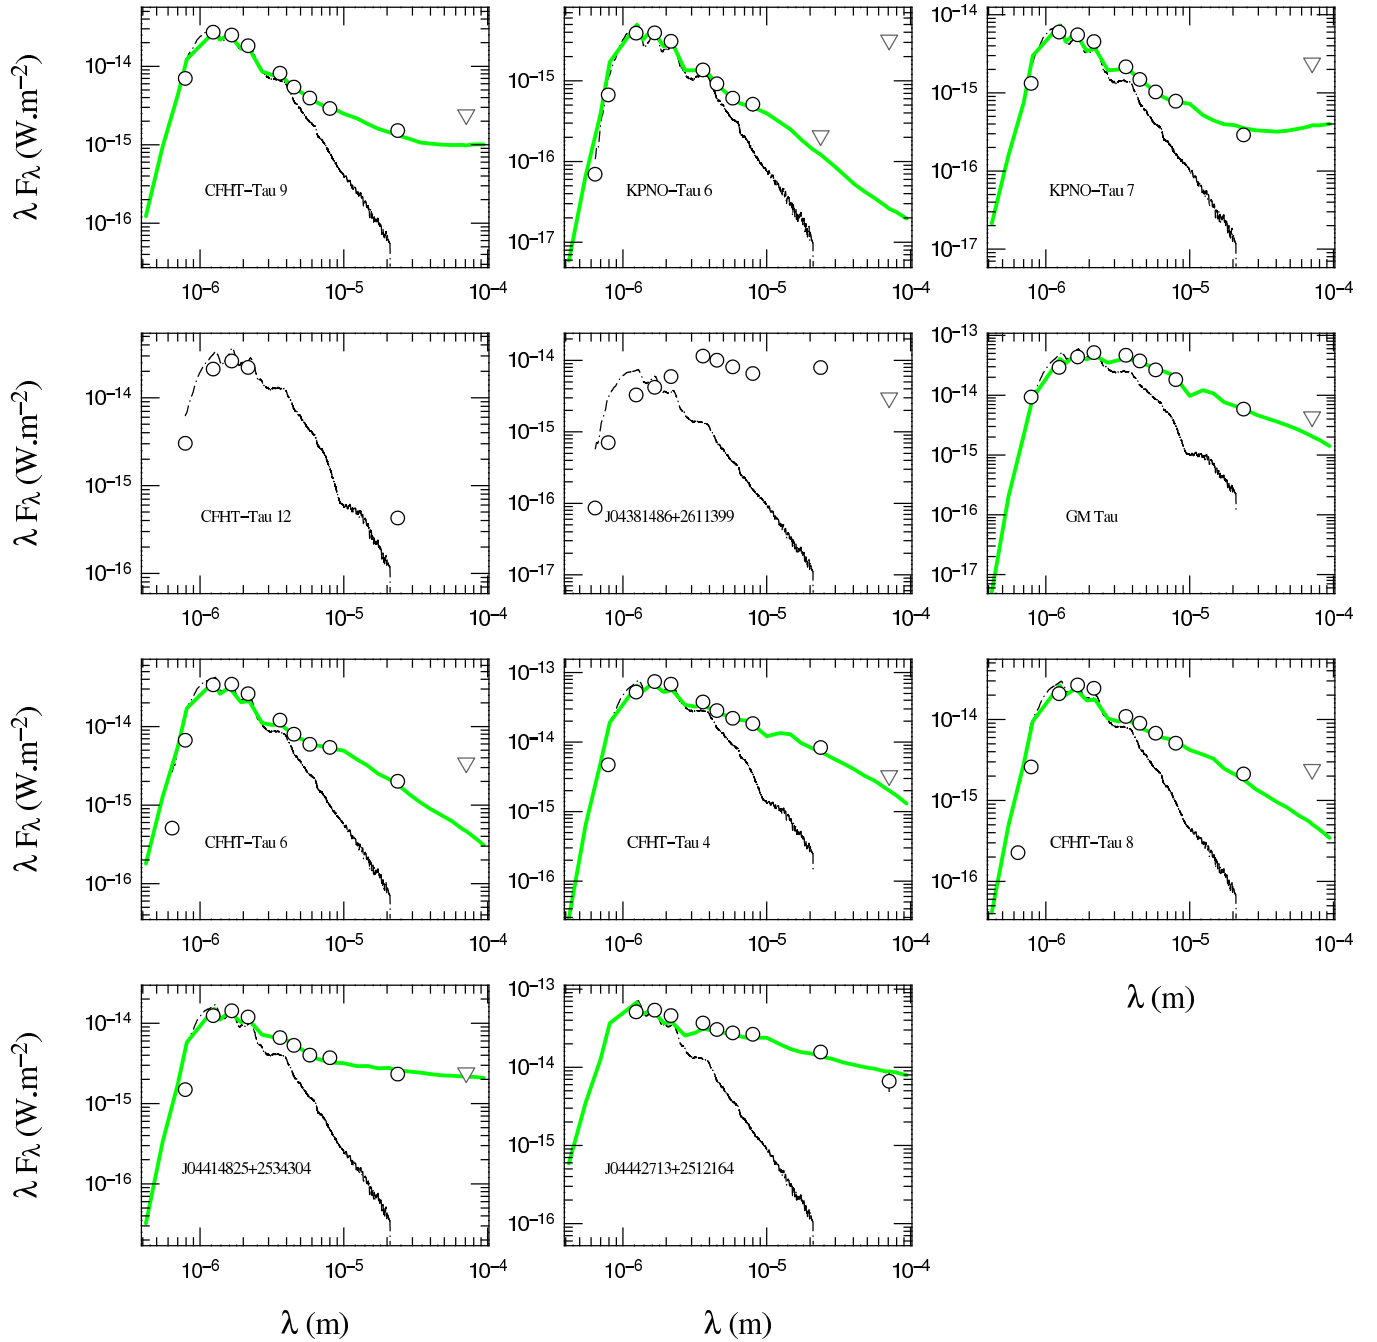 λ Fλ (W.m−2)
10−14
10−15
10−16
CFHT−Tau 9
10−6 10−5 10−4
10−15
10−16
10−17
KPNO−Tau 6
10−6 10−5 10−4
10−14
10−15
10−16
10−17
KPNO−Tau 7
10−6 10−5 10−4
λ Fλ (W.m−2)
10−14
10−15
10−16
CFHT−Tau 12
10−6 10−5 10−4
10−14
10−15
10−16
10−17
J04381486+2611399
10−6 10−5 10−4
10−13
10−14
10−15
10−16
10−17
GM Tau
10−6 10−5 10−4
λ Fλ (W.m−2)
10−14
10−15
10−16
CFHT−Tau 6
10−6 10−5 10−4
10−13
10−14
10−15
10−16
CFHT−Tau 4
10−6 10−5 10−4
10−14
10−15
10−16
CFHT−Tau 8
10−6 10−5 10−4
λ (m)
λ Fλ (W.m−2)
10−14
10−15
10−16
J04414825+2534304
10−6 10−5 10−4
λ (m)
10−13
10−14
10−15
10−16
J04442713+2512164
10−6 10−5 10−4
λ (m)